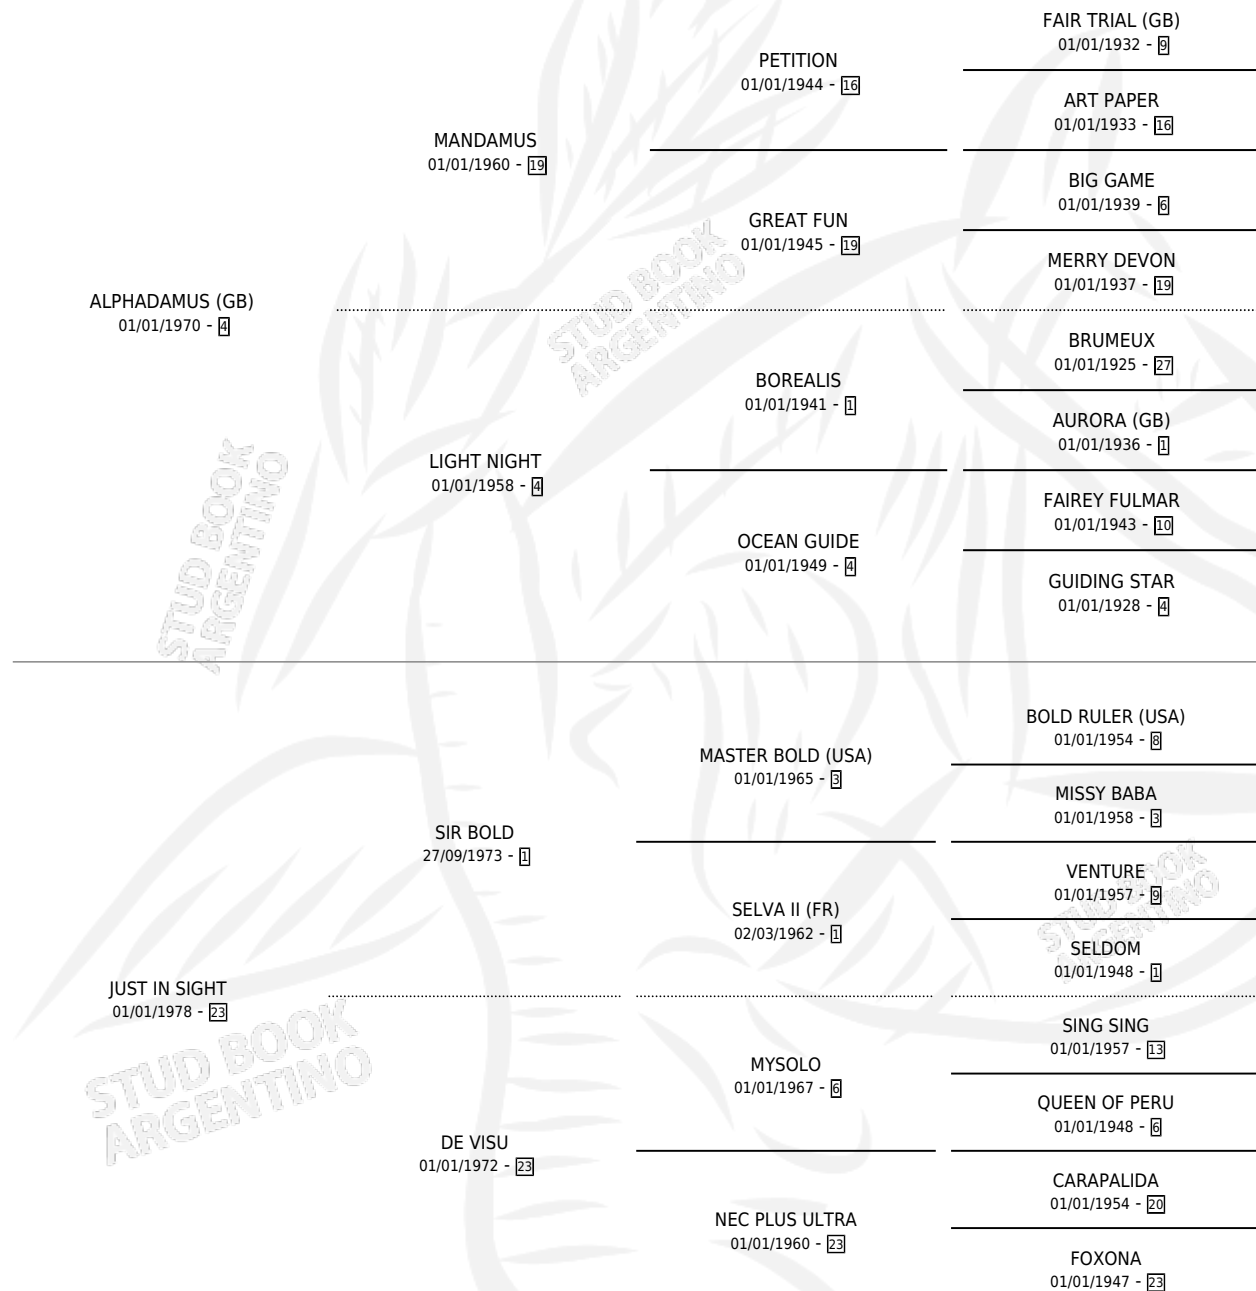 FAIR TRIAL (GB)
01/01/1932 - 9
PETITION
01/01/1944 - 16
ART PAPER
01/01/1933 - 16
MANDAMUS
01/01/1960 - 19
BIG GAME
01/01/1939 - 6
GREAT FUN
01/01/1945 - 19
MERRY DEVON
01/01/1937 - 19
ALPHADAMUS (GB)
01/01/1970 - 4
BRUMEUX
01/01/1925 - 27
BOREALIS
01/01/1941 - 1
AURORA (GB)
01/01/1936 - 1
LIGHT NIGHT
01/01/1958 - 4
FAIREY FULMAR
01/01/1943 - 10
OCEAN GUIDE
01/01/1949 - 4
GUIDING STAR
01/01/1928 - 4
BOLD RULER (USA)
01/01/1954 - 8
MASTER BOLD (USA)
01/01/1965 - 3
MISSY BABA
01/01/1958 - 3
SIR BOLD
27/09/1973 - 1
VENTURE
01/01/1957 - 9
SELVA II (FR)
02/03/1962 - 1
SELDOM
01/01/1948 - 1
JUST IN SIGHT
01/01/1978 - 23
SING SING
01/01/1957 - 13
MYSOLO
01/01/1967 - 6
QUEEN OF PERU
01/01/1948 - 6
DE VISU
01/01/1972 - 23
CARAPALIDA
01/01/1954 - 20
NEC PLUS ULTRA
01/01/1960 - 23
FOXONA
01/01/1947 - 23
STUD BOOK
ARGENTINO
STUD BOOK
ARGENTINO
STUD BOOK
ARGENTINO
STUD BOOK
ARGENTINO